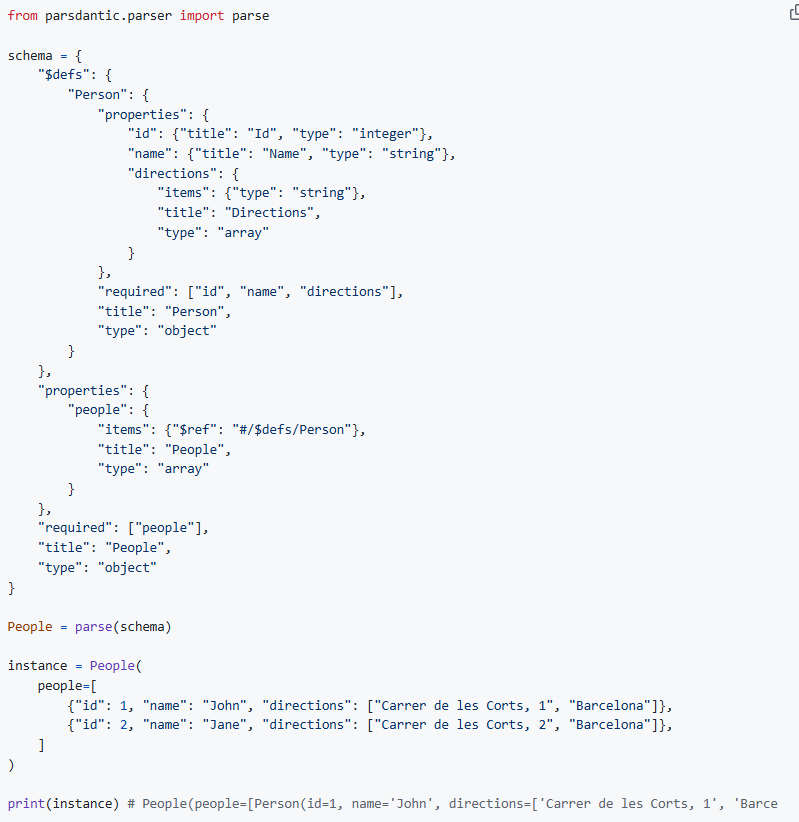 from parsdantic.parser import parse
schema = {
    "$defs": {
        "Person": {
            "properties": {
                "id": {"title": "Id", "type": "integer"},
                "name": {"title": "Name", "type": "string"},
                "directions": {
                    "items": {"type": "string"},
                    "title": "Directions",
                    "type": "array"
                }
            },
            "required": ["id", "name", "directions"],
            "title": "Person",
            "type": "object"
        }
    },
    "properties": {
        "people": {
            "items": {"$ref": "#/$defs/Person"},
            "title": "People",
            "type": "array"
        }
    },
    "required": ["people"],
    "title": "People",
    "type": "object"
}
People = parse(schema)
instance = People(
    people=[
        {"id": 1, "name": "John", "directions": ["Carrer de les Corts, 1", "Barcelona"]},
        {"id": 2, "name": "Jane", "directions": ["Carrer de les Corts, 2", "Barcelona"]},
    ]
)
print(instance) # People(people=[Person(id=1, name='John', directions=['Carrer de les Corts, 1', 'Barce